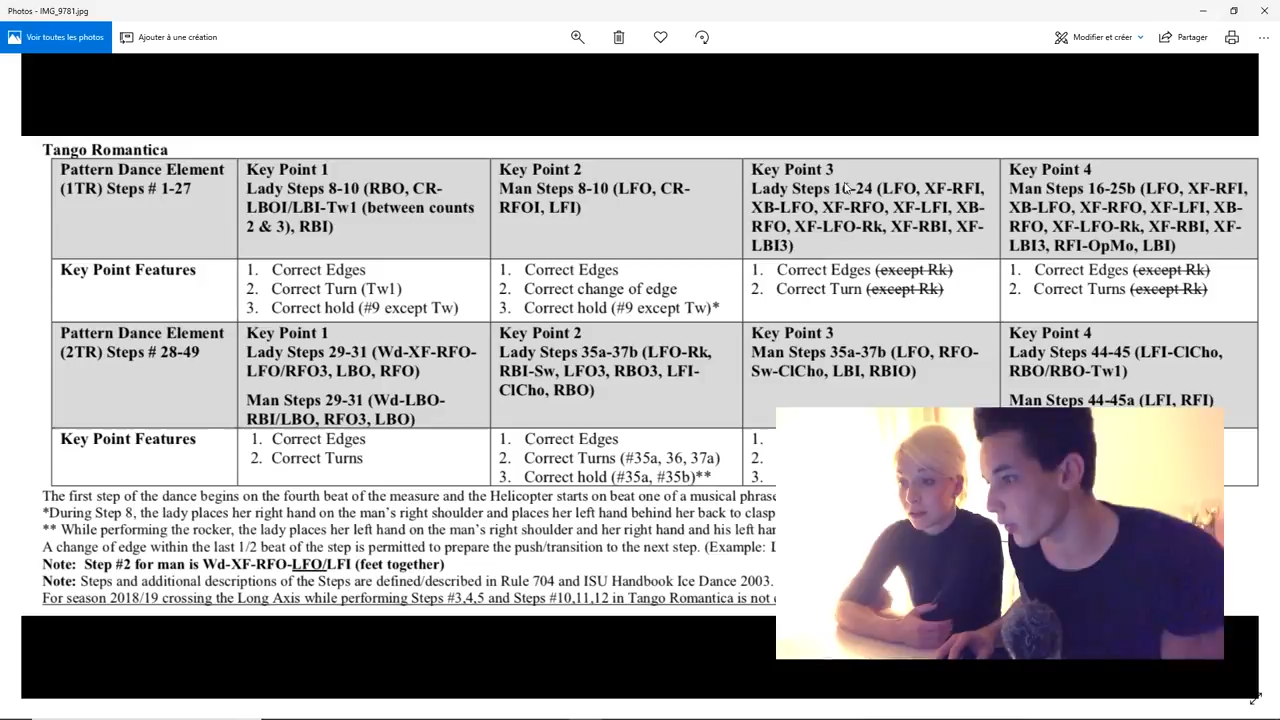 Photos - IMG_9781.jpg
Voir toutes les photos
Ajouter à une création
Modifier et créer
Partager
Tango Romantica
Pattern Dance Element
(1TR) Steps # 1-27
Key Point 1
Lady Steps 8-10 (RBO, CR-
LBOI/LBI-Tw1 (between counts
2 & 3), RBI)
Key Point 2
Man Steps 8-10 (LFO, CR-
RFOI, LFI)
Key Point 3
Lady Steps 16-24 (LFO, XF-RFI,
XB-LFO, XF-RFO, XF-LFI, XB-
RFO, XF-LFO-Rk, XF-RBI, XF-
LBI3)
Key Point 4
Man Steps 16-25b (LFO, XF-RFI,
XB-LFO, XF-RFO, XF-LFI, XB-
RFO, XF-LFO-Rk, XF-RBI, XF-
LBI3, RFI-OpMo, LBI)
Key Point Features
1. Correct Edges
2. Correct Turn (Tw1)
3. Correct hold (#9 except Tw)
1. Correct Edges
2. Correct change of edge
3. Correct hold (#9 except Tw)*
1. Correct Edges (except Rk)
2. Correct Turn (except Rk)
1. Correct Edges (except Rk)
2. Correct Turns (except Rk)
Pattern Dance Element
(2TR) Steps # 28-49
Key Point 1
Lady Steps 29-31 (Wd-XF-RFO-
LFO/RFO3, LBO, RFO)
Man Steps 29-31 (Wd-LBO-
RBI/LBO, RFO3, LBO)
Key Point 2
Lady Steps 35a-37b (LFO-Rk,
RBI-Sw, LFO3, RBO3, LFI-
ClCho, RBO)
Key Point 3
Man Steps 35a-37b (LFO, RFO-
Sw-ClCho, LBI, RBIO)
Key Point 4
Lady Steps 44-45 (LFI-ClCho,
RBO/RBO-Tw1)
Man Steps 44-45a (LFI, RFI)
Key Point Features
1. Correct Edges
2. Correct Turns
1. Correct Edges
2. Correct Turns (#35a, 36, 37a)
3. Correct hold (#35a, #35b)**
1.
2.
3.
The first step of the dance begins on the fourth beat of the measure and the Helicopter starts on beat one of a musical phrase
*During Step 8, the lady places her right hand on the man's right shoulder and places her left hand behind her back to clasp
** While performing the rocker, the lady places her left hand on the man's right shoulder and her right hand and his left
A change of edge within the last 1/2 beat of the step is permitted to prepare the push/transition to the next step. (Example:
Note: Step #2 for man is Wd-XF-RFO-LFO/LFI (feet together)
Note: Steps and additional descriptions of the Steps are defined/described in Rule 704 and ISU Handbook Ice Dance 2003.
For season 2018/19 crossing the Long Axis while performing Steps #3,4,5 and Steps #10,11,12 in Tango Romantica is not